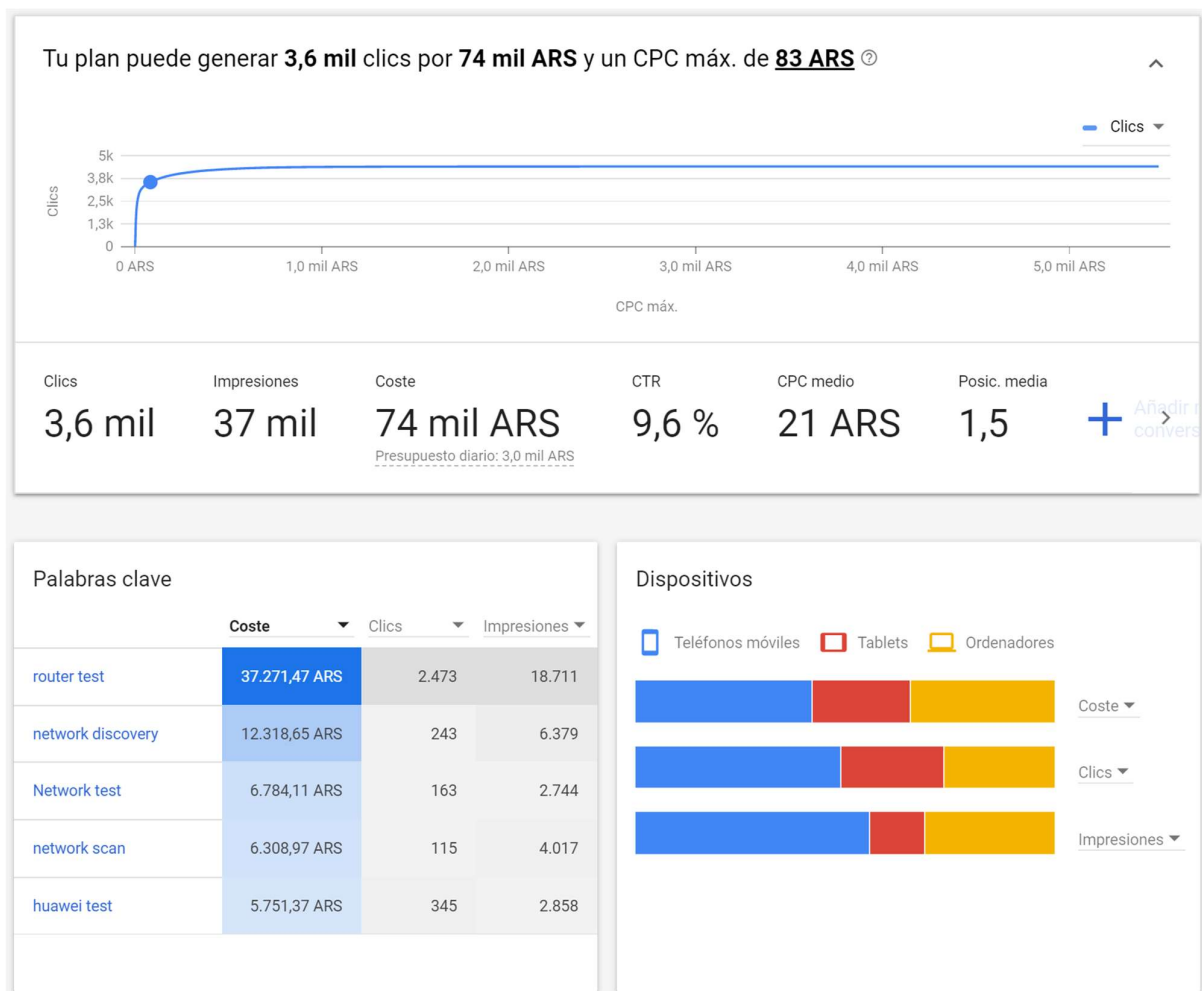 Tu plan puede generar 3,6 mil clics por 74 mil ARS y un CPC máx. de 83 ARS ?
Clics
5k
3,8k
2,5k
1,3k
0
Clics
0 ARS
1,0 mil ARS
2,0 mil ARS
3,0 mil ARS
4,0 mil ARS
5,0 mil ARS
CPC máx.
Clics
3,6 mil
Impresiones
37 mil
Coste
74 mil ARS
Presupuesto diario: 3,0 mil ARS
CTR
9,6 %
CPC medio
21 ARS
Posic. media
1,5
Añadir
Palabras clave
Coste Clics Impresiones
router test 37.271,47 ARS 2.473 18.711
network discovery 12.318,65 ARS 243 6.379
Network test 6.784,11 ARS 163 2.744
network scan 6.308,97 ARS 115 4.017
huawei test 5.751,37 ARS 345 2.858
Dispositivos
Teléfonos móviles Tablets Ordenadores
Coste
Clics
Impresiones